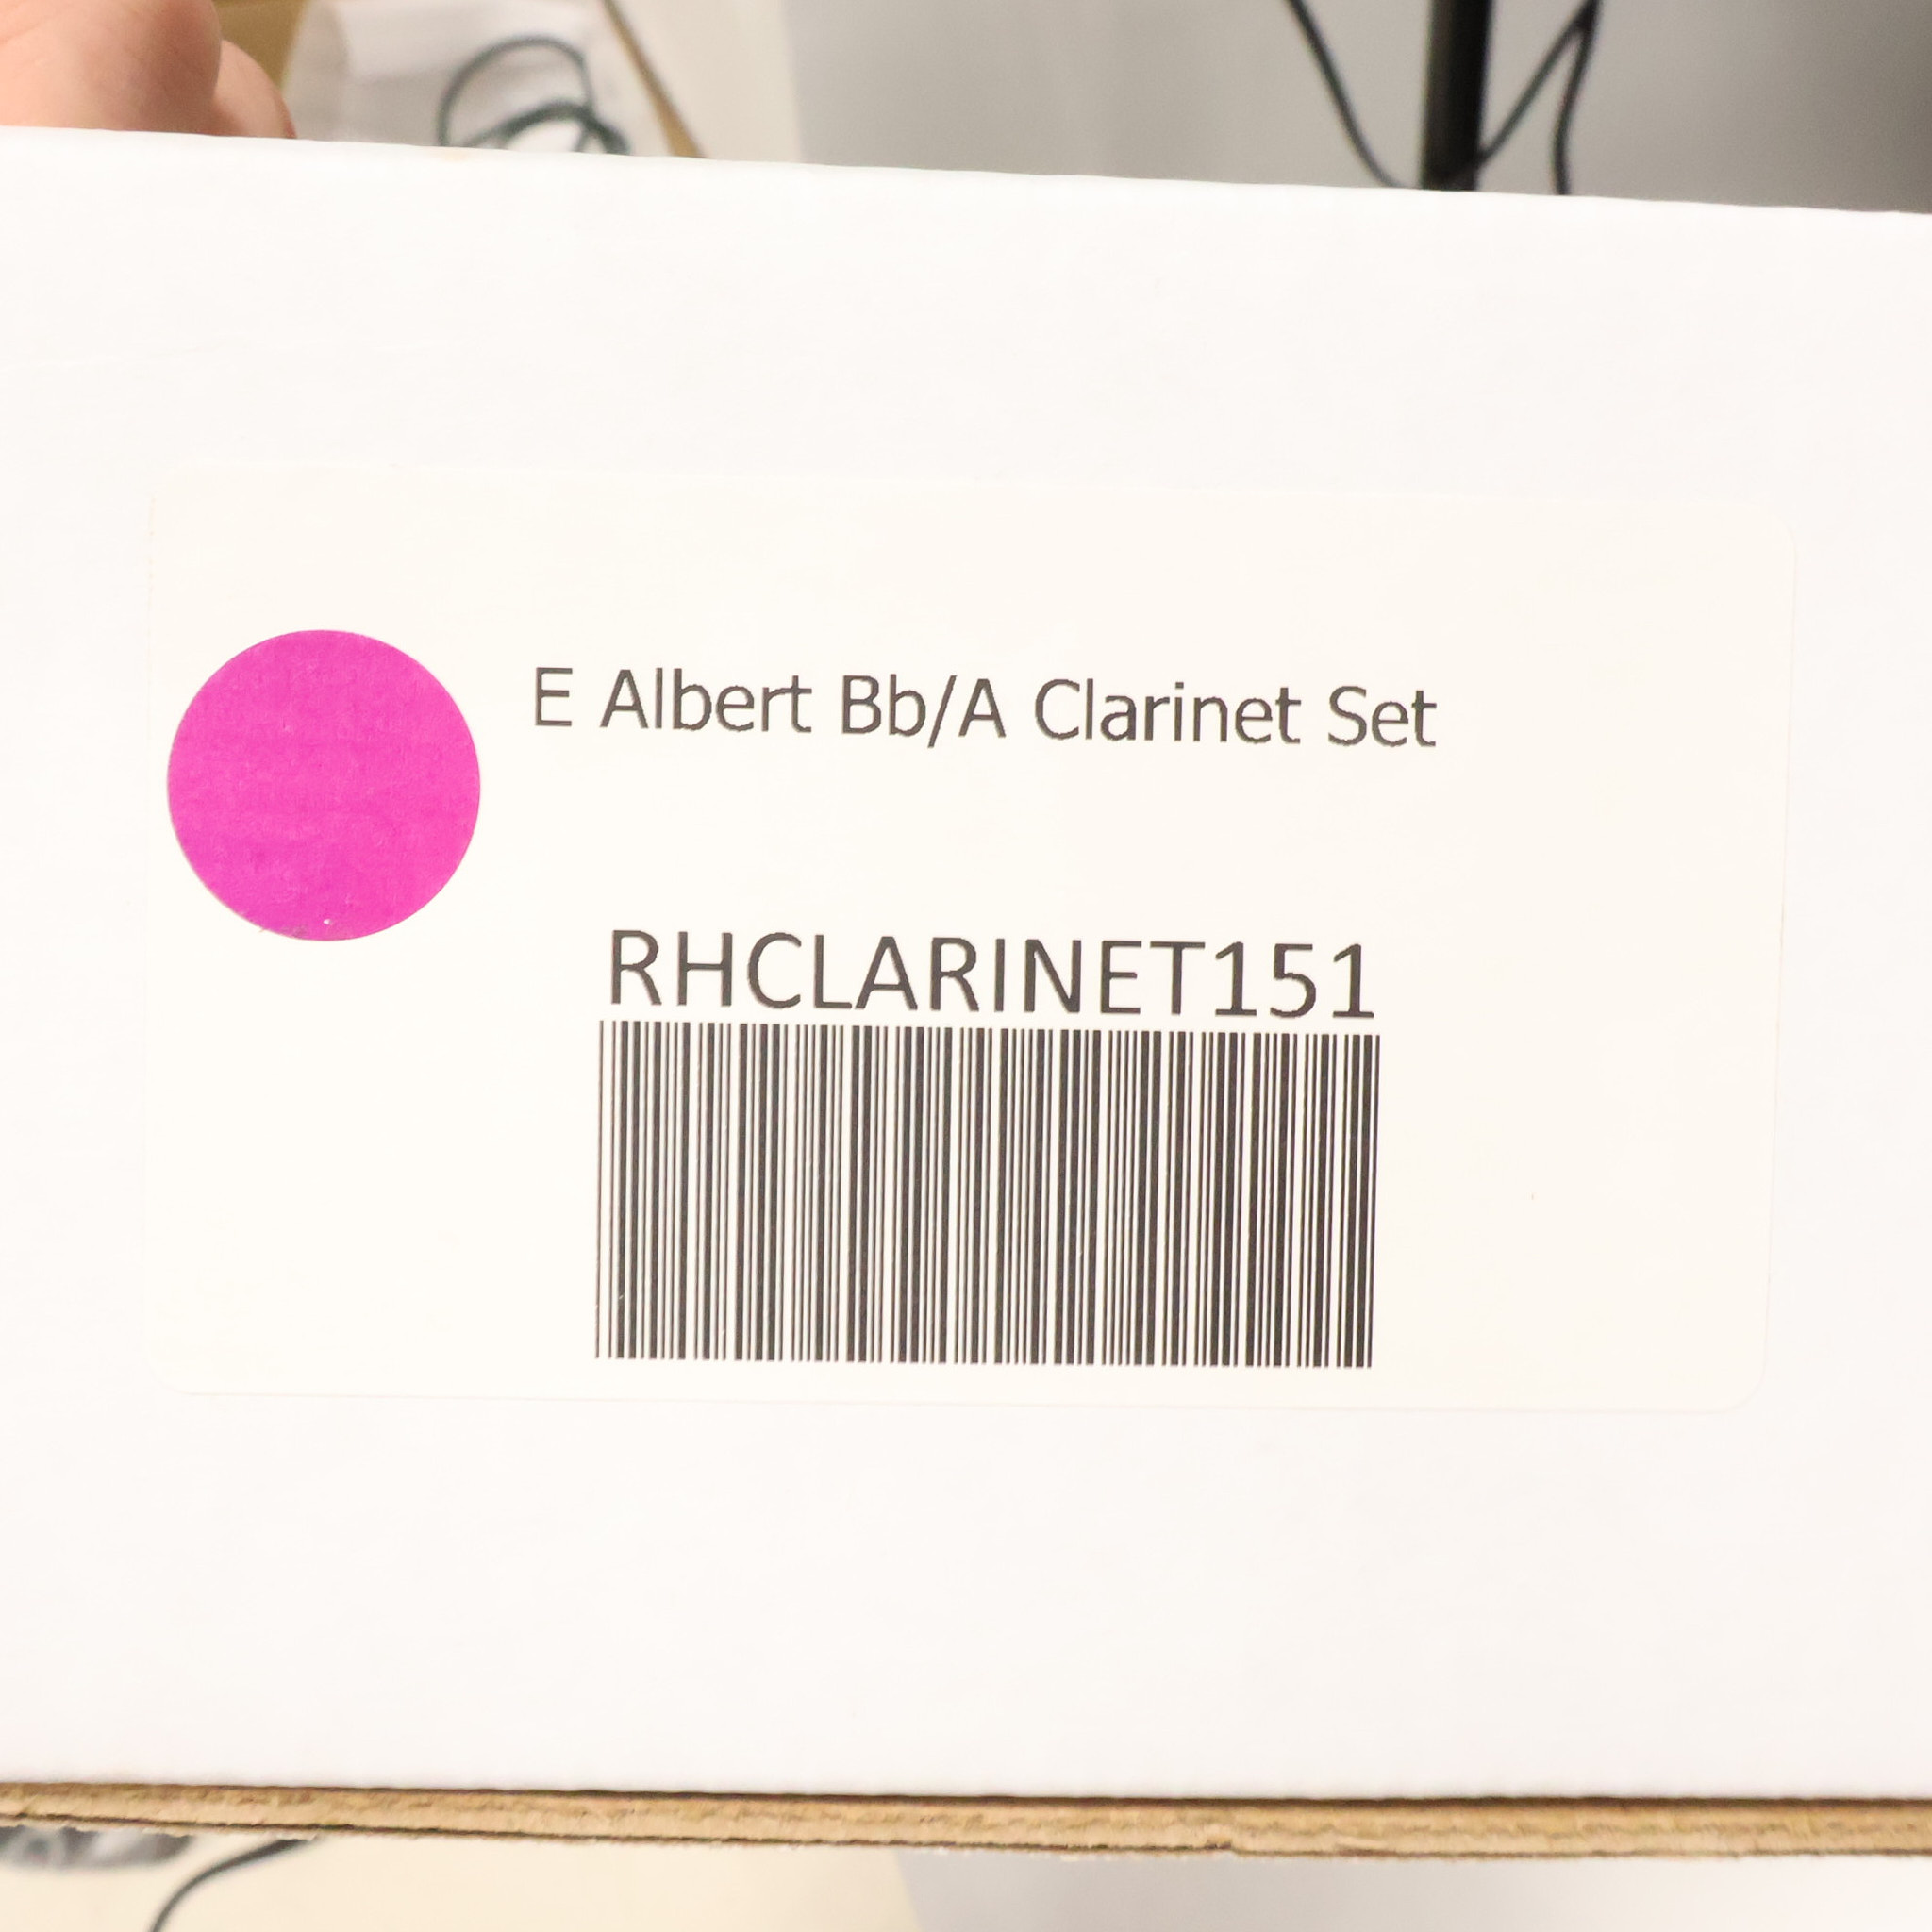 E Albert Bb/A Clarinet Set
RHCLARINET151